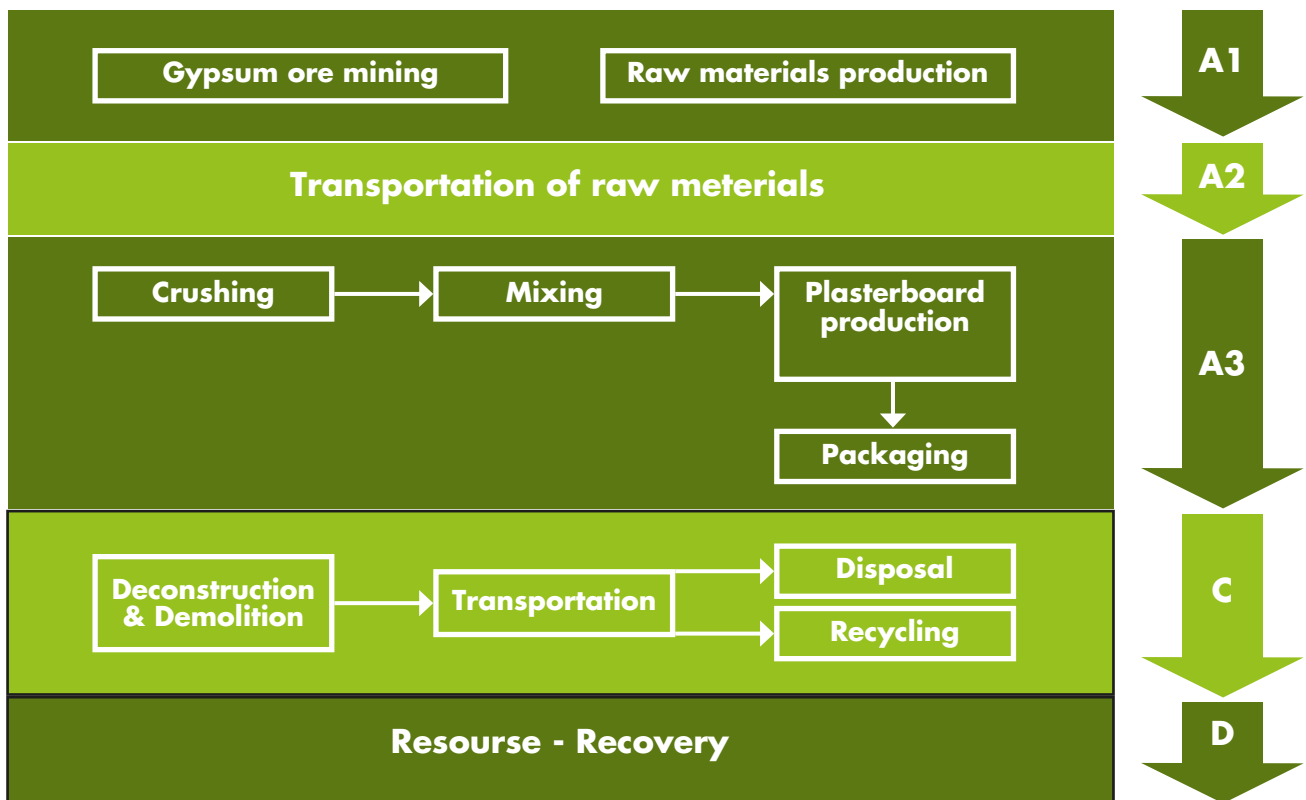 Gypsum ore mining
Raw materials production
A1
Transportation of raw meterials
A2
Crushing
Mixing
Plasterboard
production
Packaging
A3
Deconstruction
& Demolition
Transportation
Disposal
Recycling
C
Resourse - Recovery
D